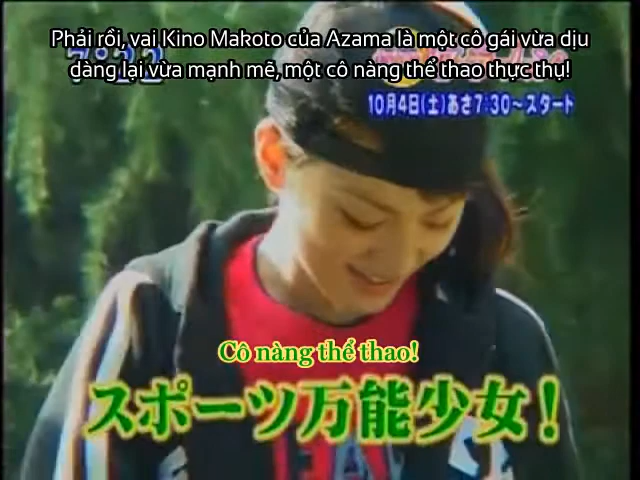 Phải rồi, vai Kino Makoto của Azama là một cô gái vừa dịu
dàng lại vừa mạnh mẽ, một cô nàng thể thao thực thụ!
7:22
10月4日(土)あさ7:30～スタート
Cô nàng thể thao!
スポーツ万能少女!